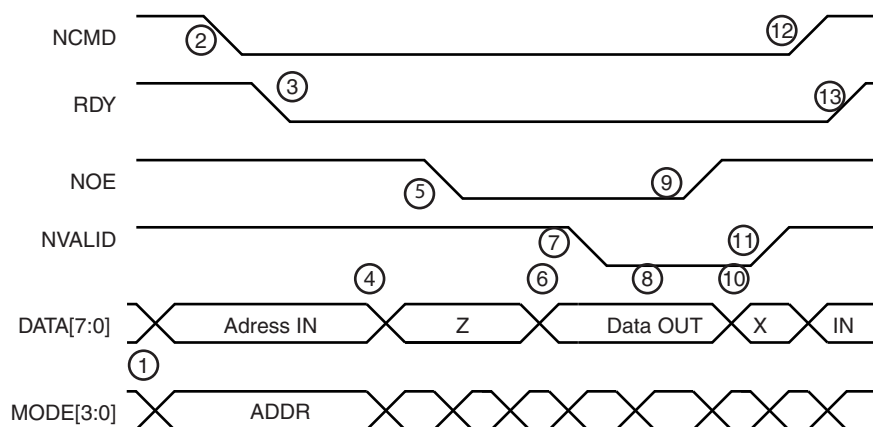 NCMD
2
12
RDY
3
13
NOE
5
9
NVALID
7
11
4
6
8
10
DATA[7:0]
Adress IN
Z
Data OUT
X
IN
1
MODE[3:0]
ADDR